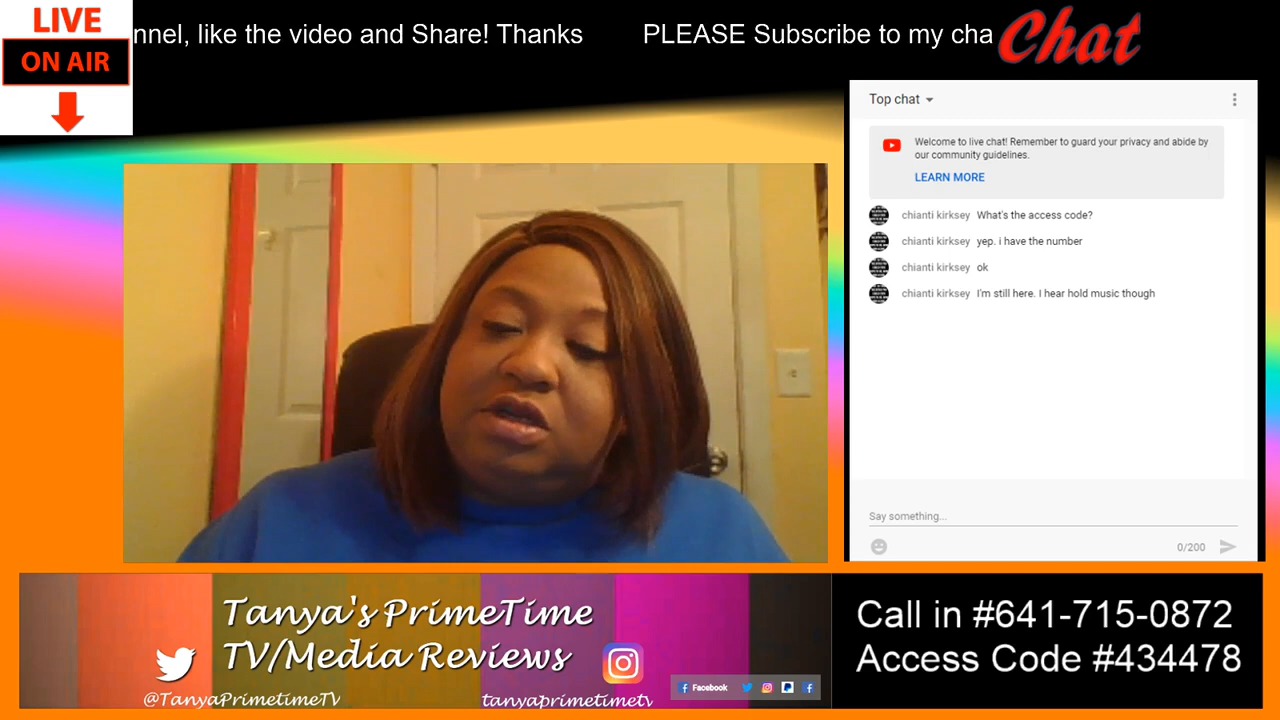 LIVE
ON AIR
nnel, like the video and Share! Thanks PLEASE Subscribe to my cha
Chat
Top chat
Welcome to live chat! Remember to guard your privacy and abide by
our community guidelines.
LEARN MORE
chianti kirksey What's the access code?
chianti kirksey yep. i have the number
chianti kirksey ok
chianti kirksey I'm still here. I hear hold music though
Say something...
0/200
Tanya's PrimeTime
TV/Media Reviews
@TanyaPrimetimeTV
tanyaprimetimetv
Facebook
Call in #641-715-0872
Access Code #434478